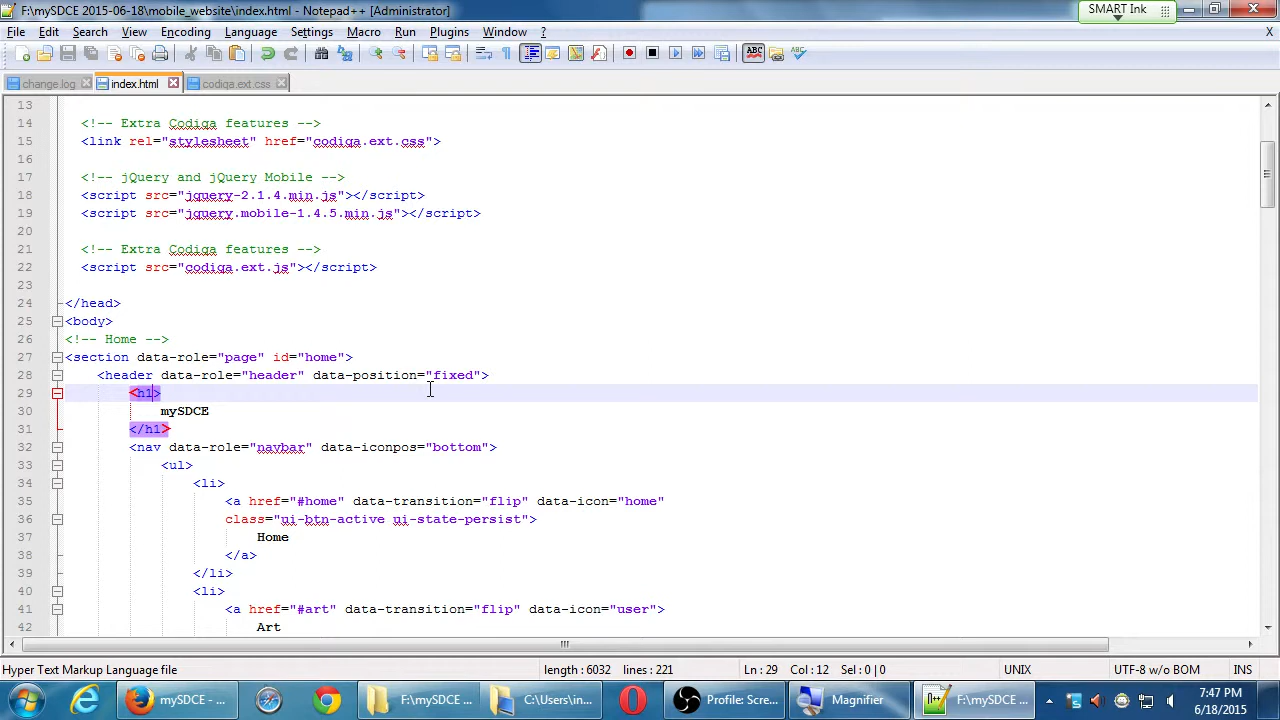 F:\mySDCE 2015-06-18\mobile_website\index.html - Notepad++ [Administrator]
SMART Ink
File Edit Search View Encoding Language Settings Macro Run Plugins Window ? X
ABC ABC
change.log index.html codiqa.ext.css
13
14 <!-- Extra Codiqa features -->
15 <link rel="stylesheet" href="codiqa.ext.css">
16
17 <!-- jQuery and jQuery Mobile -->
18 <script src="jquery-2.1.4.min.js"></script>
19 <script src="jquery.mobile-1.4.5.min.js"></script>
20
21 <!-- Extra Codiqa features -->
22 <script src="codiqa.ext.js"></script>
23
24 </head>
25 <body>
26 <!-- Home -->
27 <section data-role="page" id="home">
28 <header data-role="header" data-position="fixed">
29 <h1>
30 mySDCE
31 </h1>
32 <nav data-role="navbar" data-iconpos="bottom">
33 <ul>
34 <li>
35 <a href="#home" data-transition="flip" data-icon="home"
36 class="ui-btn-active ui-state-persist">
37 Home
38 </a>
39 </li>
40 <li>
41 <a href="#art" data-transition="flip" data-icon="user">
42 Art
Hyper Text Markup Language file length : 6032 lines : 221 Ln : 29 Col : 12 Sel : 0 | 0 UNIX UTF-8 w/o BOM INS
mySDCE - ... F:\mySDCE ... C:\Users\in... Profile: Scre... Magnifier F:\mySDCE ... 7:47 PM
6/18/2015